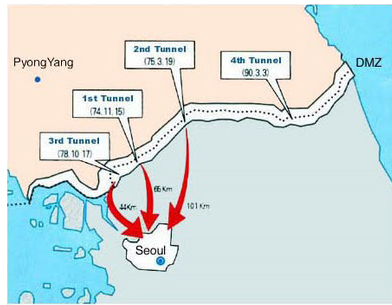 2nd Tunnel
(75.3.19)
PyongYang
4th Tunnel
(90.3.3)
DMZ
1st Tunnel
(74.11.15)
3rd Tunnel
(78.10.17)
44Km
65 Km
101 Km
Seoul